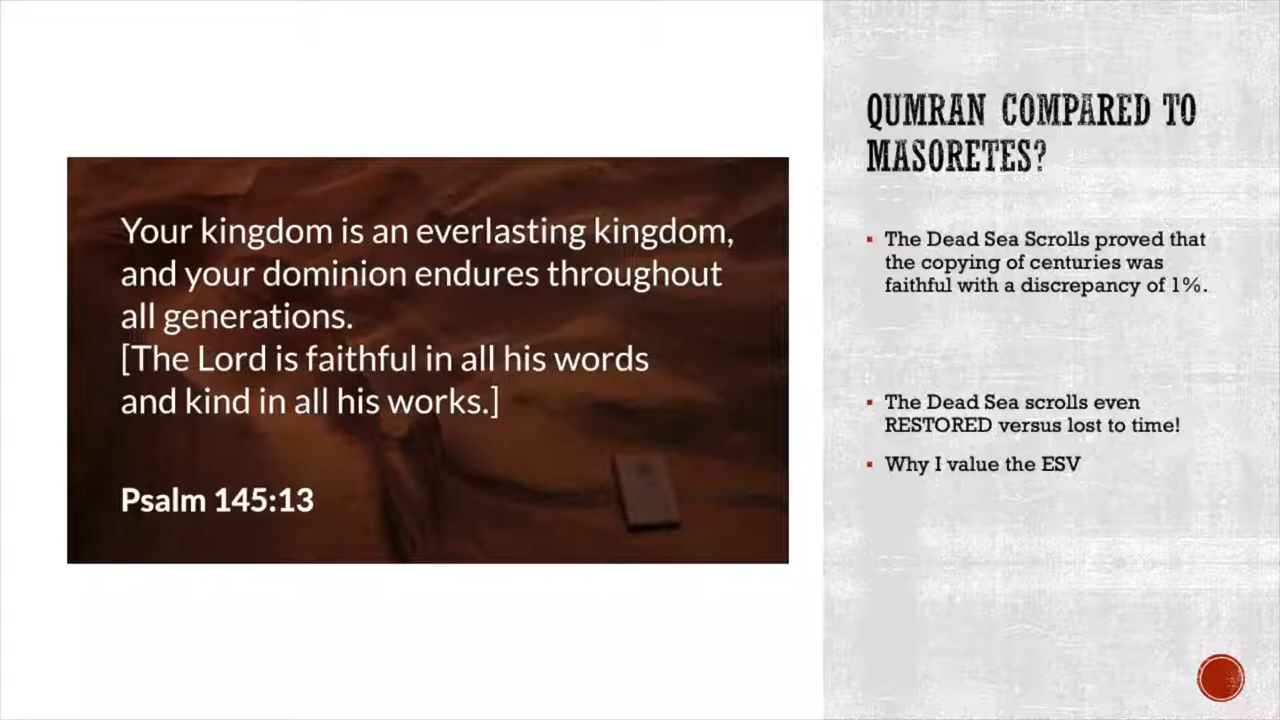 Your kingdom is an everlasting kingdom,
and your dominion endures throughout
all generations.
[The Lord is faithful in all his words
and kind in all his works.]
Psalm 145:13
QUMRAN COMPARED TO
MASORETES?
▪ The Dead Sea Scrolls proved that
the copying of centuries was
faithful with a discrepancy of 1%.
▪ The Dead Sea scrolls even
RESTORED versus lost to time!
▪ Why I value the ESV